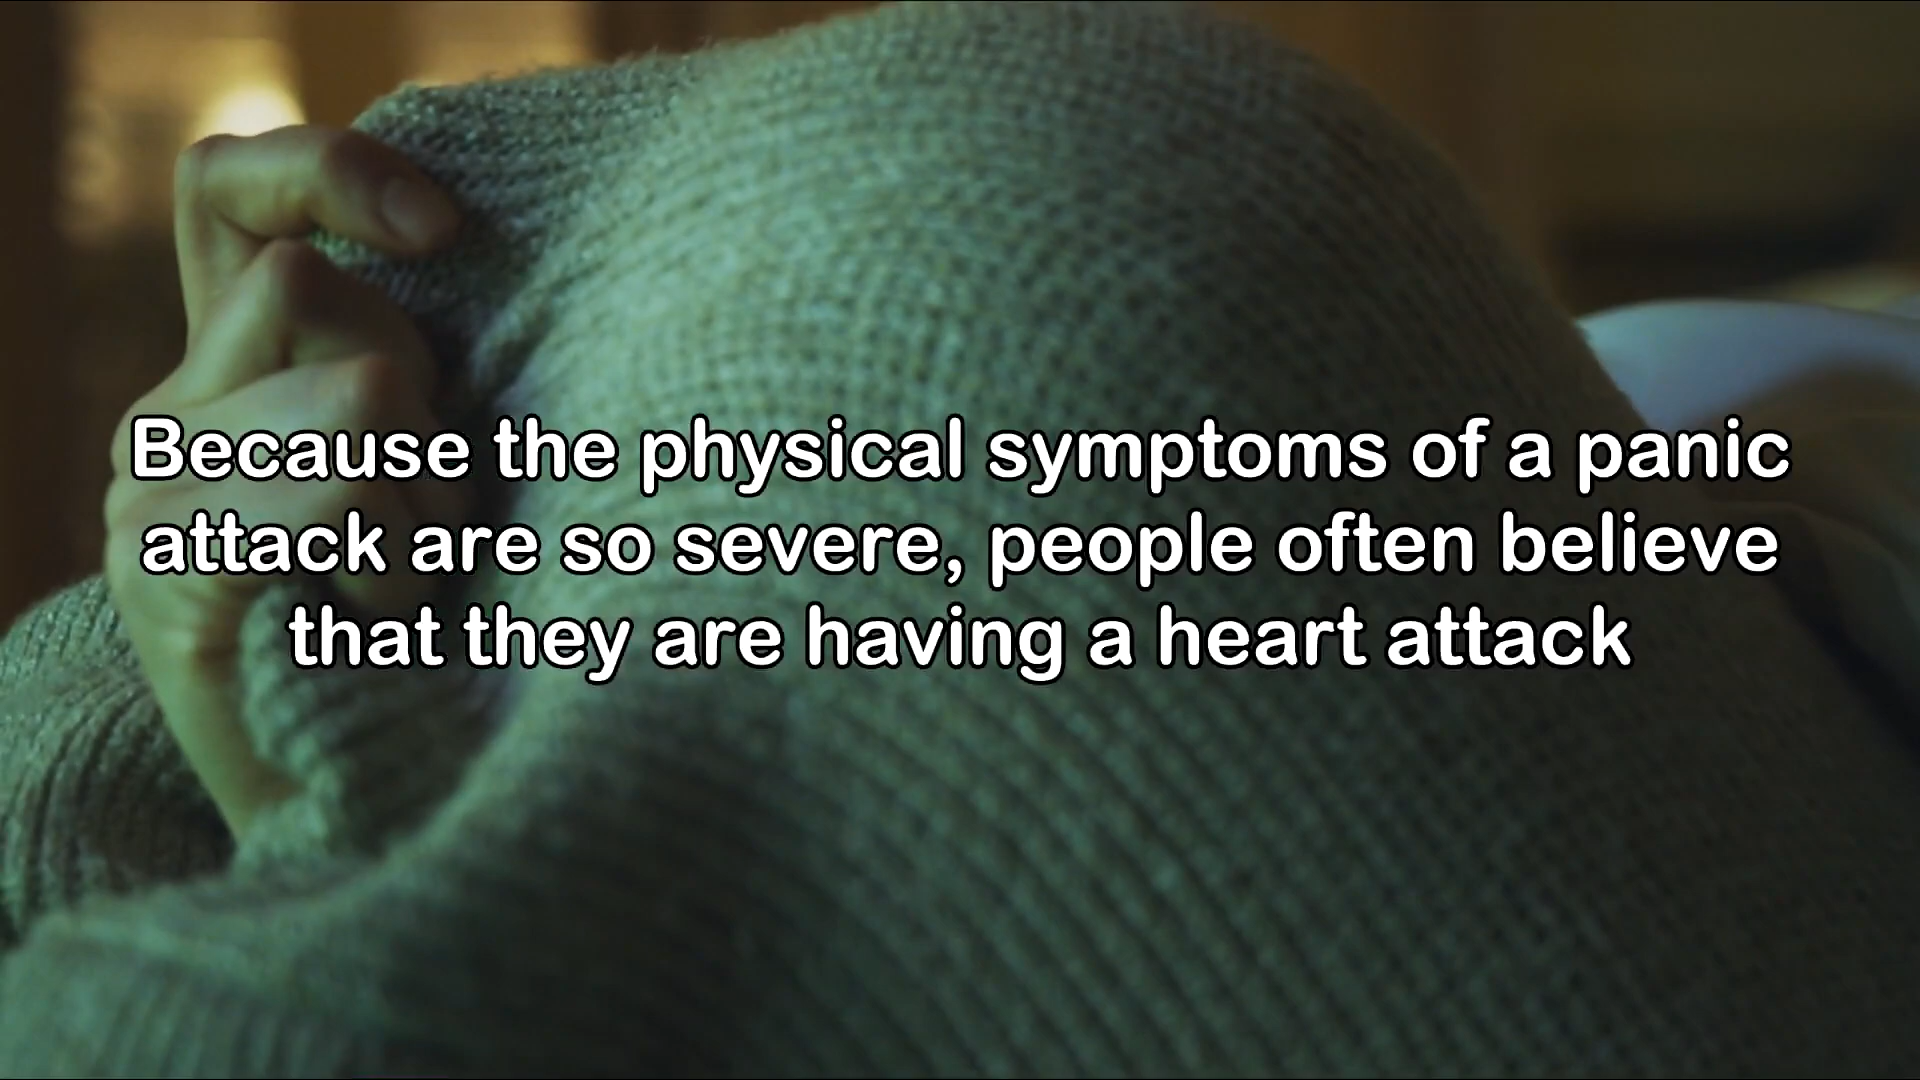 Because the physical symptoms of a panic
attack are so severe, people often believe
that they are having a heart attack